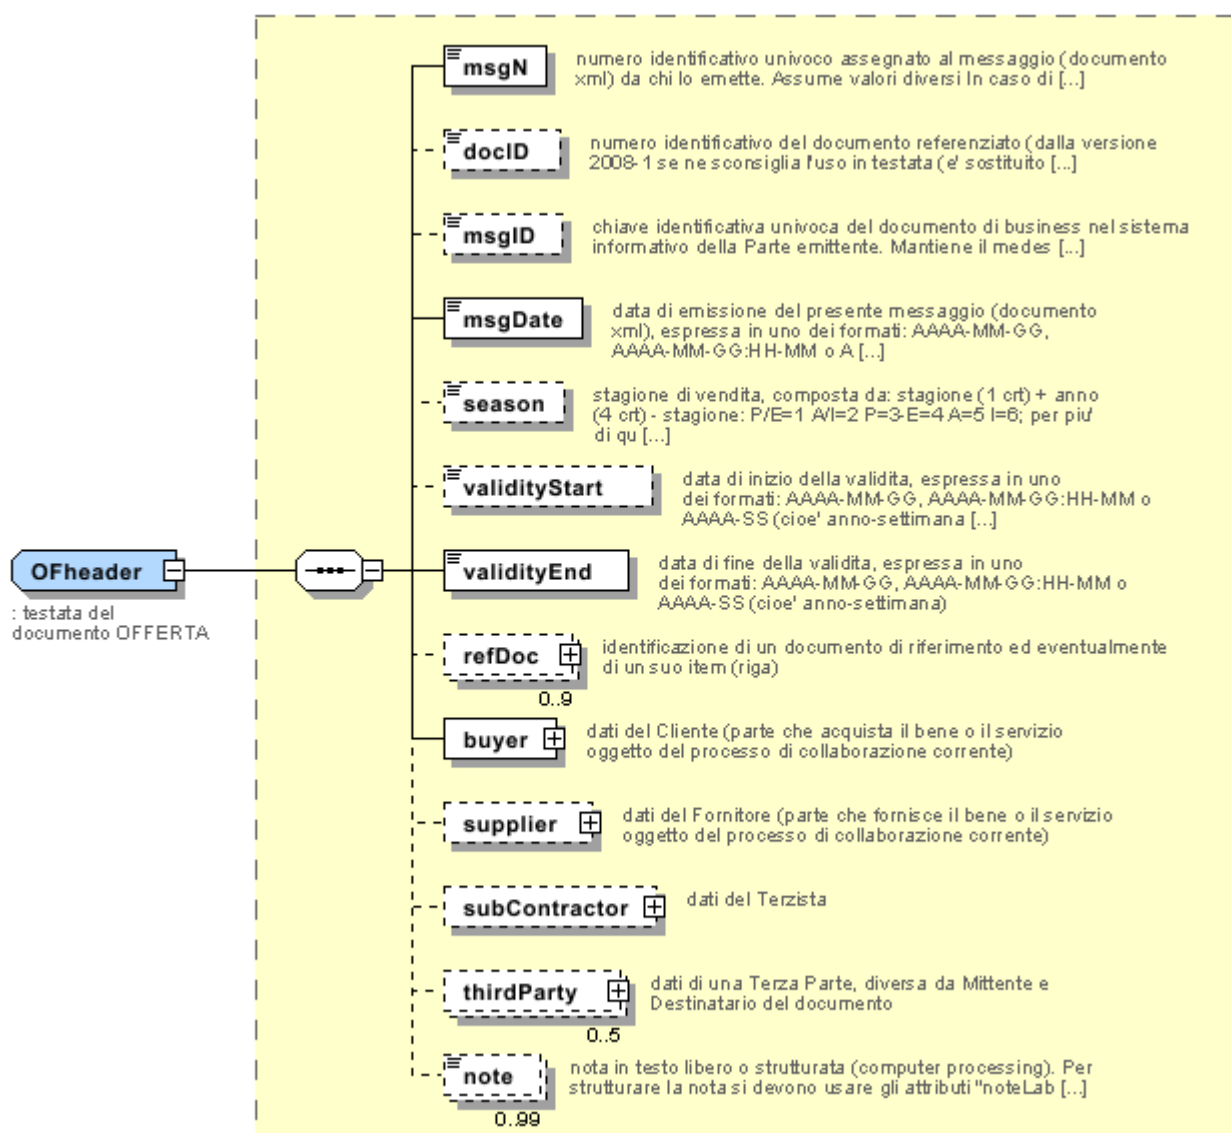 msgN
numero identificativo univoco assegnato al messaggio (documento
xml) da chi lo emette. Assume valori diversi In caso di [...]
docID
numero identificativo del documento referenziato (dalla versione
2008-1 se ne sconsiglia l'uso in testata (e' sostituito [...]
msgID
chiave identificativa univoca del documento di business nel sistema
informativo della Parte emittente. Mantiene il medes [...]
msgDate
data di emissione del presente messaggio (documento
xml), espressa in uno dei formati: AAAA-MM-GG,
AAAA-MM-GG:HH-MM o A [...]
season
stagione di vendita, composta da: stagione (1 crt) + anno
(4 crt) - stagione: P/E=1 A/I=2 P=3-E=4 A=5 I=6; per piu'
di qu [...]
validityStart
data di inizio della validita, espressa in uno
dei formati: AAAA-MM-GG, AAAA-MM-GG:HH-MM o
AAAA-SS (cioe' anno-settimana [...]
OFheader
: testata del
documento OFFERTA
validityEnd
data di fine della validita, espressa in uno
dei formati: AAAA-MM-GG, AAAA-MM-GG:HH-MM o
AAAA-SS (cioe' anno-settimana)
refDoc
0..9
identificazione di un documento di riferimento ed eventualmente
di un suo item (riga)
buyer
dati del Cliente (parte che acquista il bene o il servizio
oggetto del processo di collaborazione corrente)
supplier
dati del Fornitore (parte che fornisce il bene o il servizio
oggetto del processo di collaborazione corrente)
subContractor
dati del Terzista
thirdParty
0..5
dati di una Terza Parte, diversa da Mittente e
Destinatario del documento
note
0..99
nota in testo libero o strutturata (computer processing). Per
strutturare la nota si devono usare gli attributi "noteLab [...]